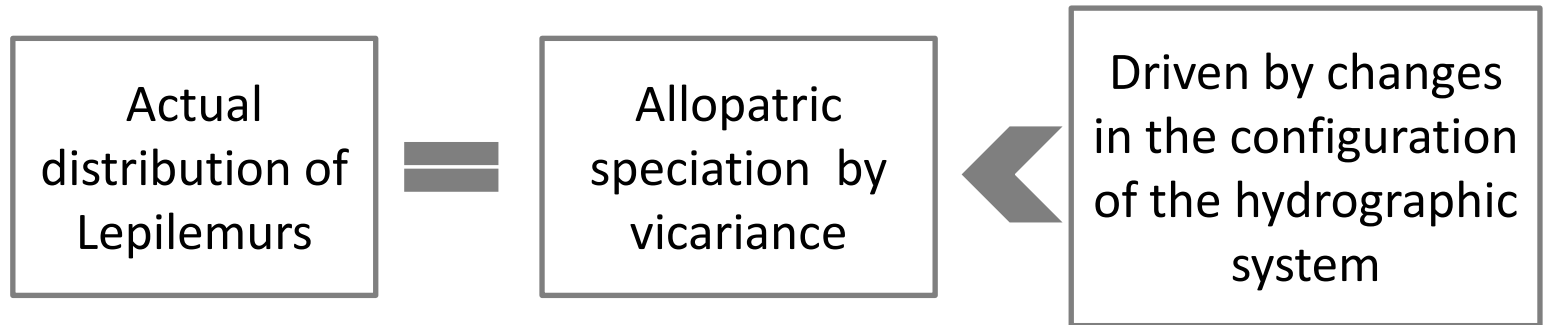 Actual
distribution of
Lepilemurs
Allopatric
speciation  by
vicariance
Driven by changes
in the configuration
of the hydrographic
system